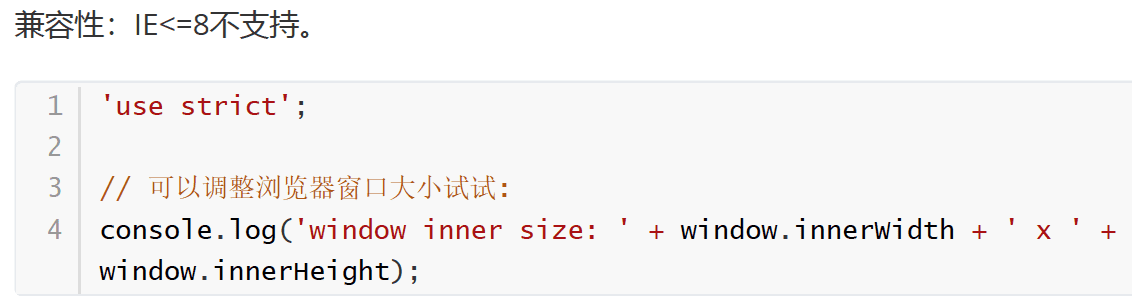 兼容性：IE<=8不支持。
1 'use strict';
2
3 // 可以调整浏览器窗口大小试试:
4 console.log('window inner size: ' + window.innerWidth + ' x ' +
window.innerHeight);